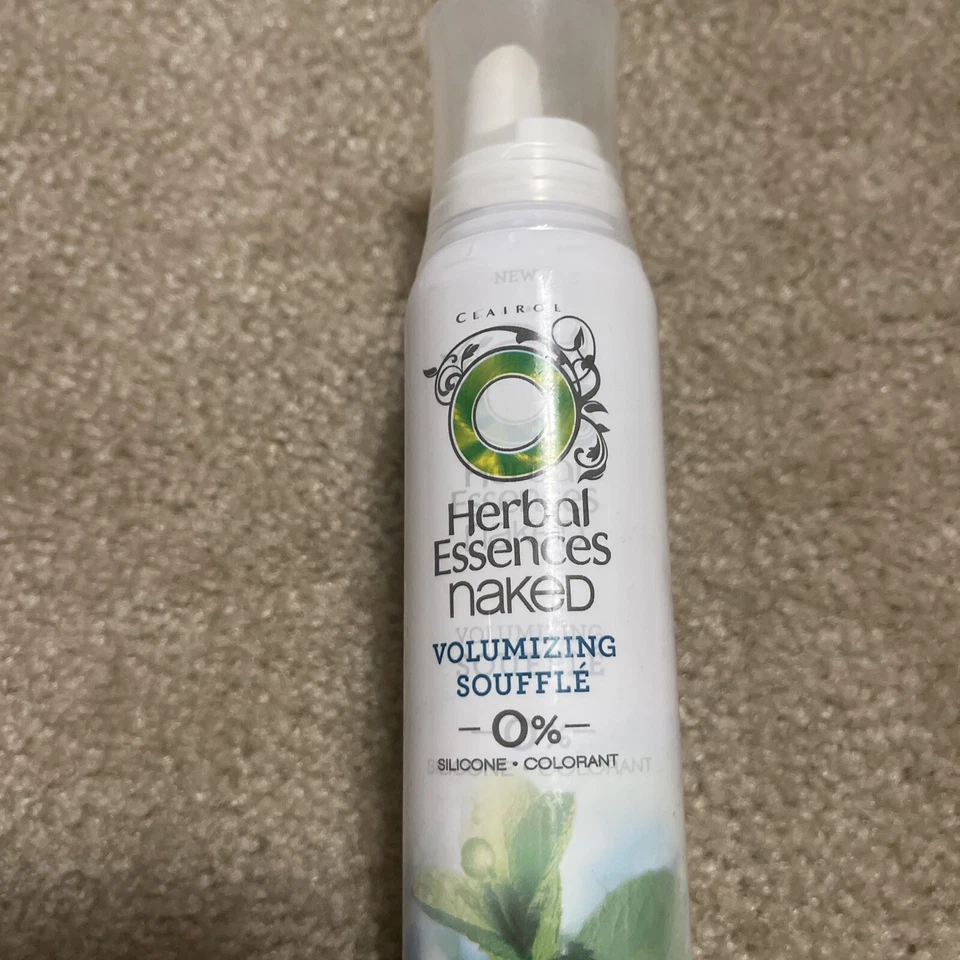 NEW
CLAIROL
Herbal
Essences
naked
VOLUMIZING
SOUFFLÉ
0%
SILICONE • COLORANT